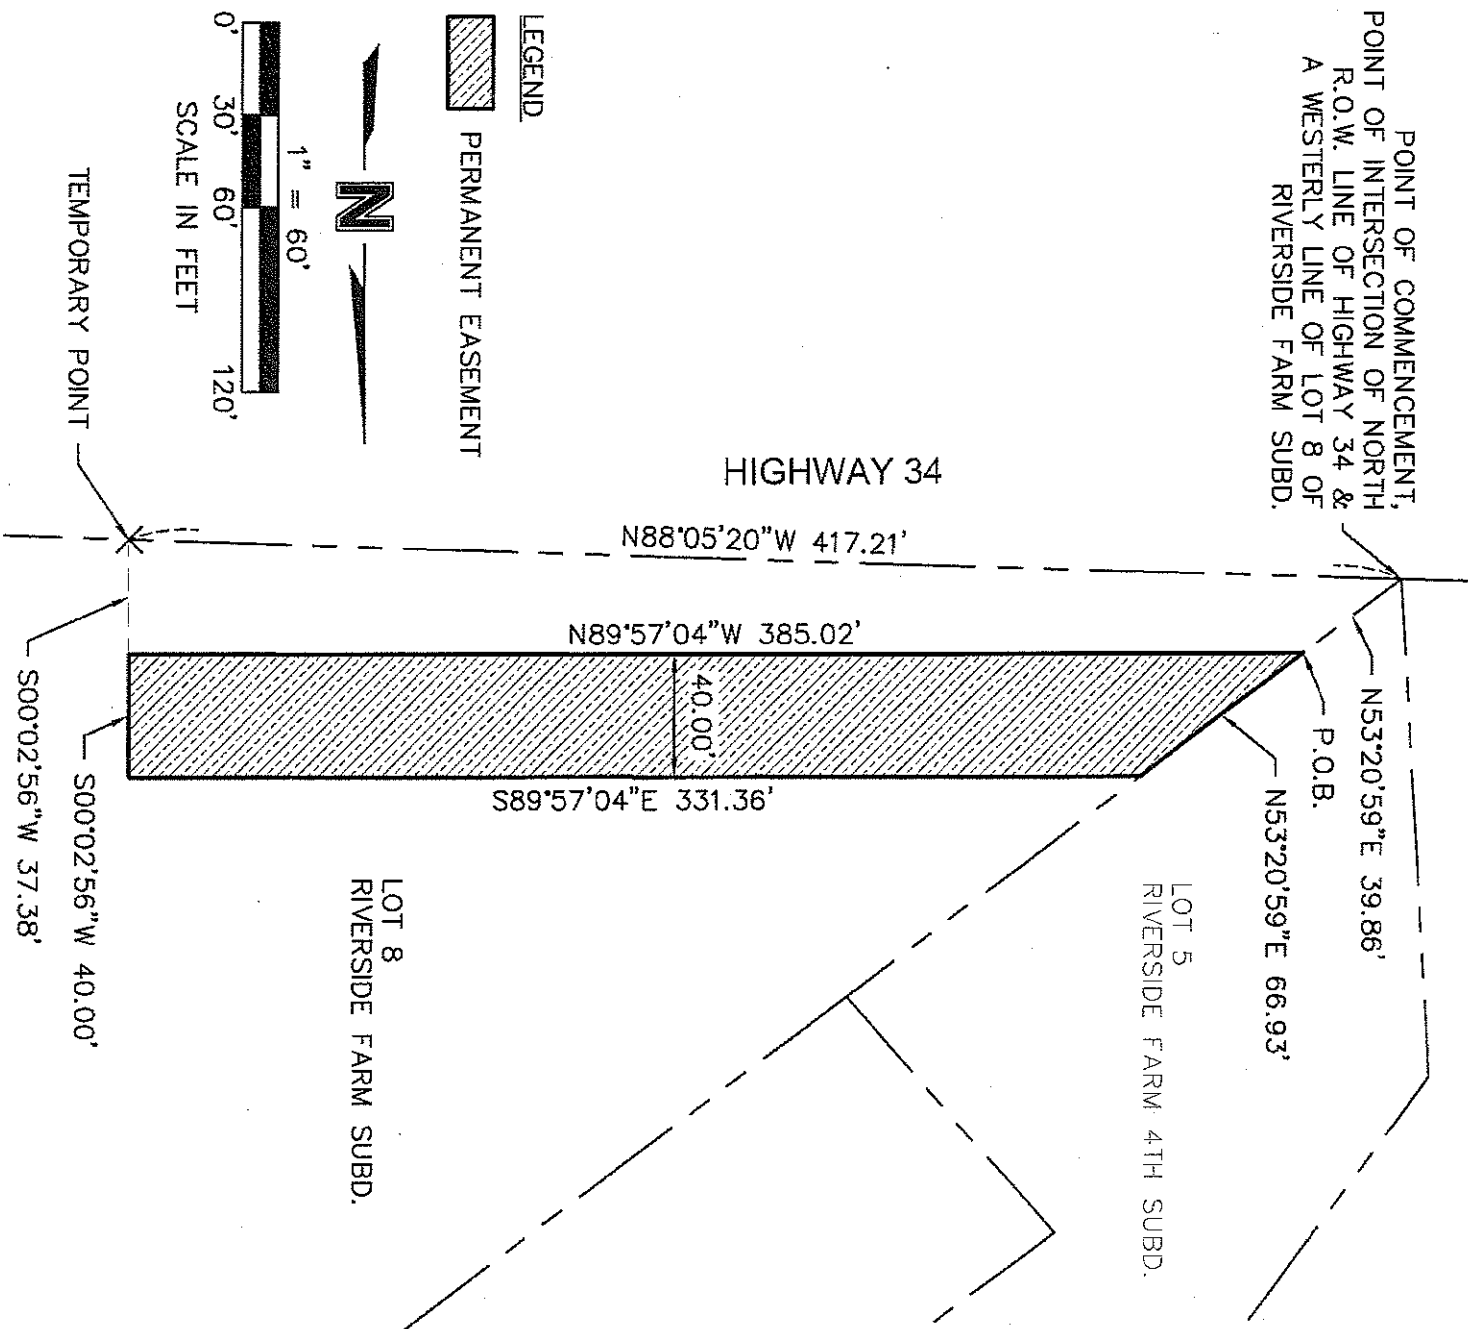 POINT OF COMMENCEMENT,
POINT OF INTERSECTION OF NORTH
R.O.W. LINE OF HIGHWAY 34 &
A WESTERLY LINE OF LOT 8 OF
RIVERSIDE FARM SUBD.
LEGEND
PERMANENT EASEMENT
N
1" = 60'
0' 30' 60' 120'
SCALE IN FEET
TEMPORARY POINT
HIGHWAY 34
N88°05'20"W 417.21'
N89°57'04"W 385.02'
40.00'
S89°57'04"E 331.36'
N53°20'59"E 39.86'
P.O.B.
N53°20'59"E 66.93'
LOT 5
RIVERSIDE FARM 4TH SUBD.
LOT 8
RIVERSIDE FARM SUBD.
S00°02'56"W 40.00'
S00°02'56"W 37.38'